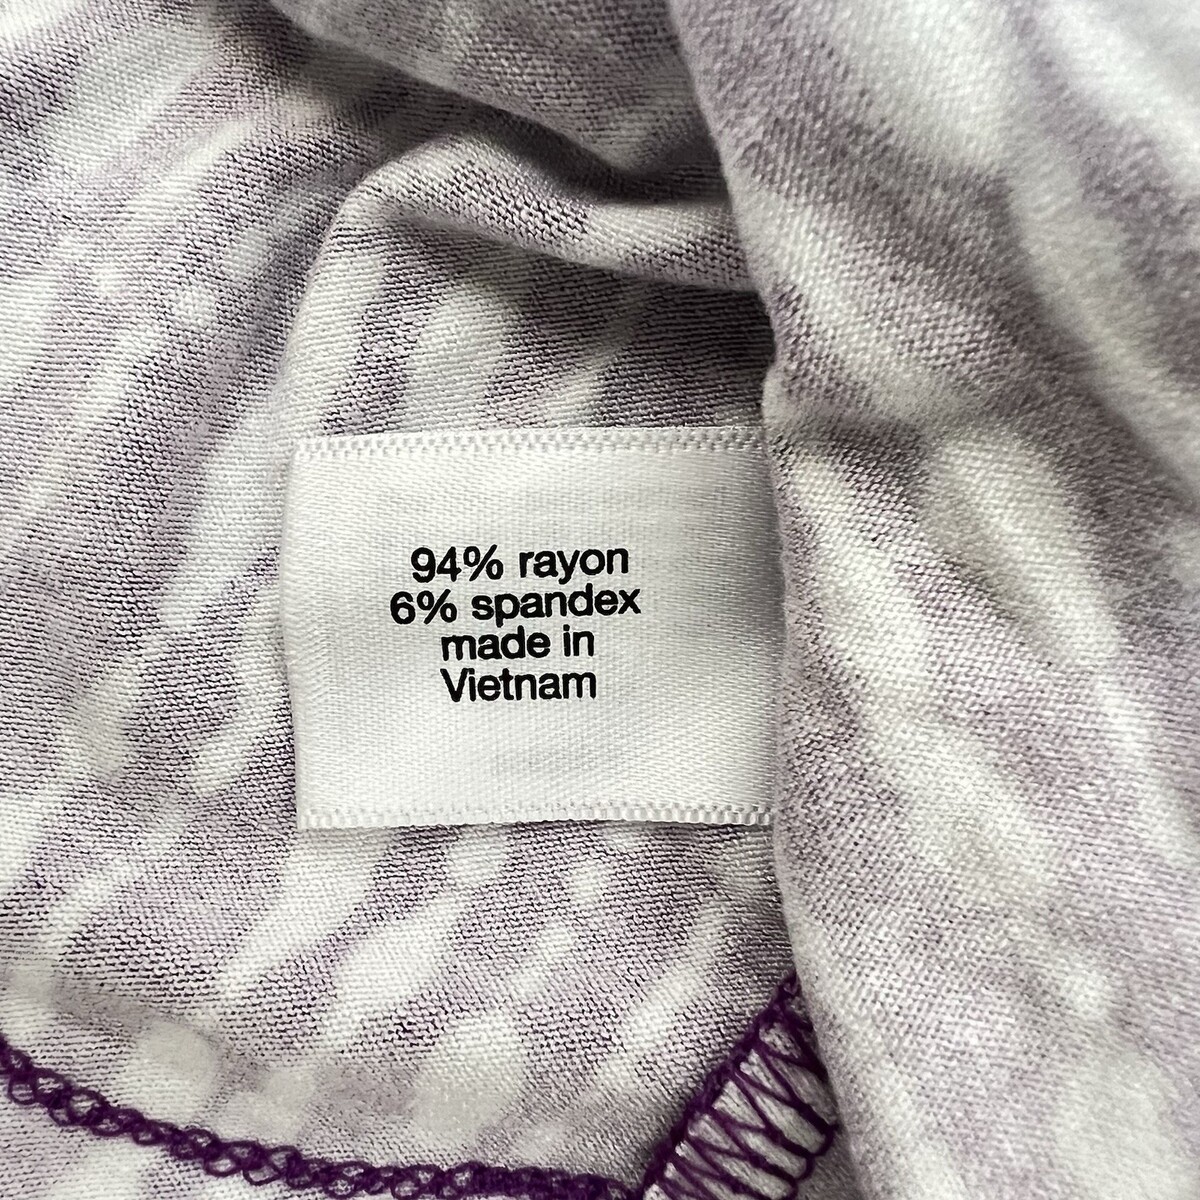 94% rayon
6% spandex
made in
Vietnam